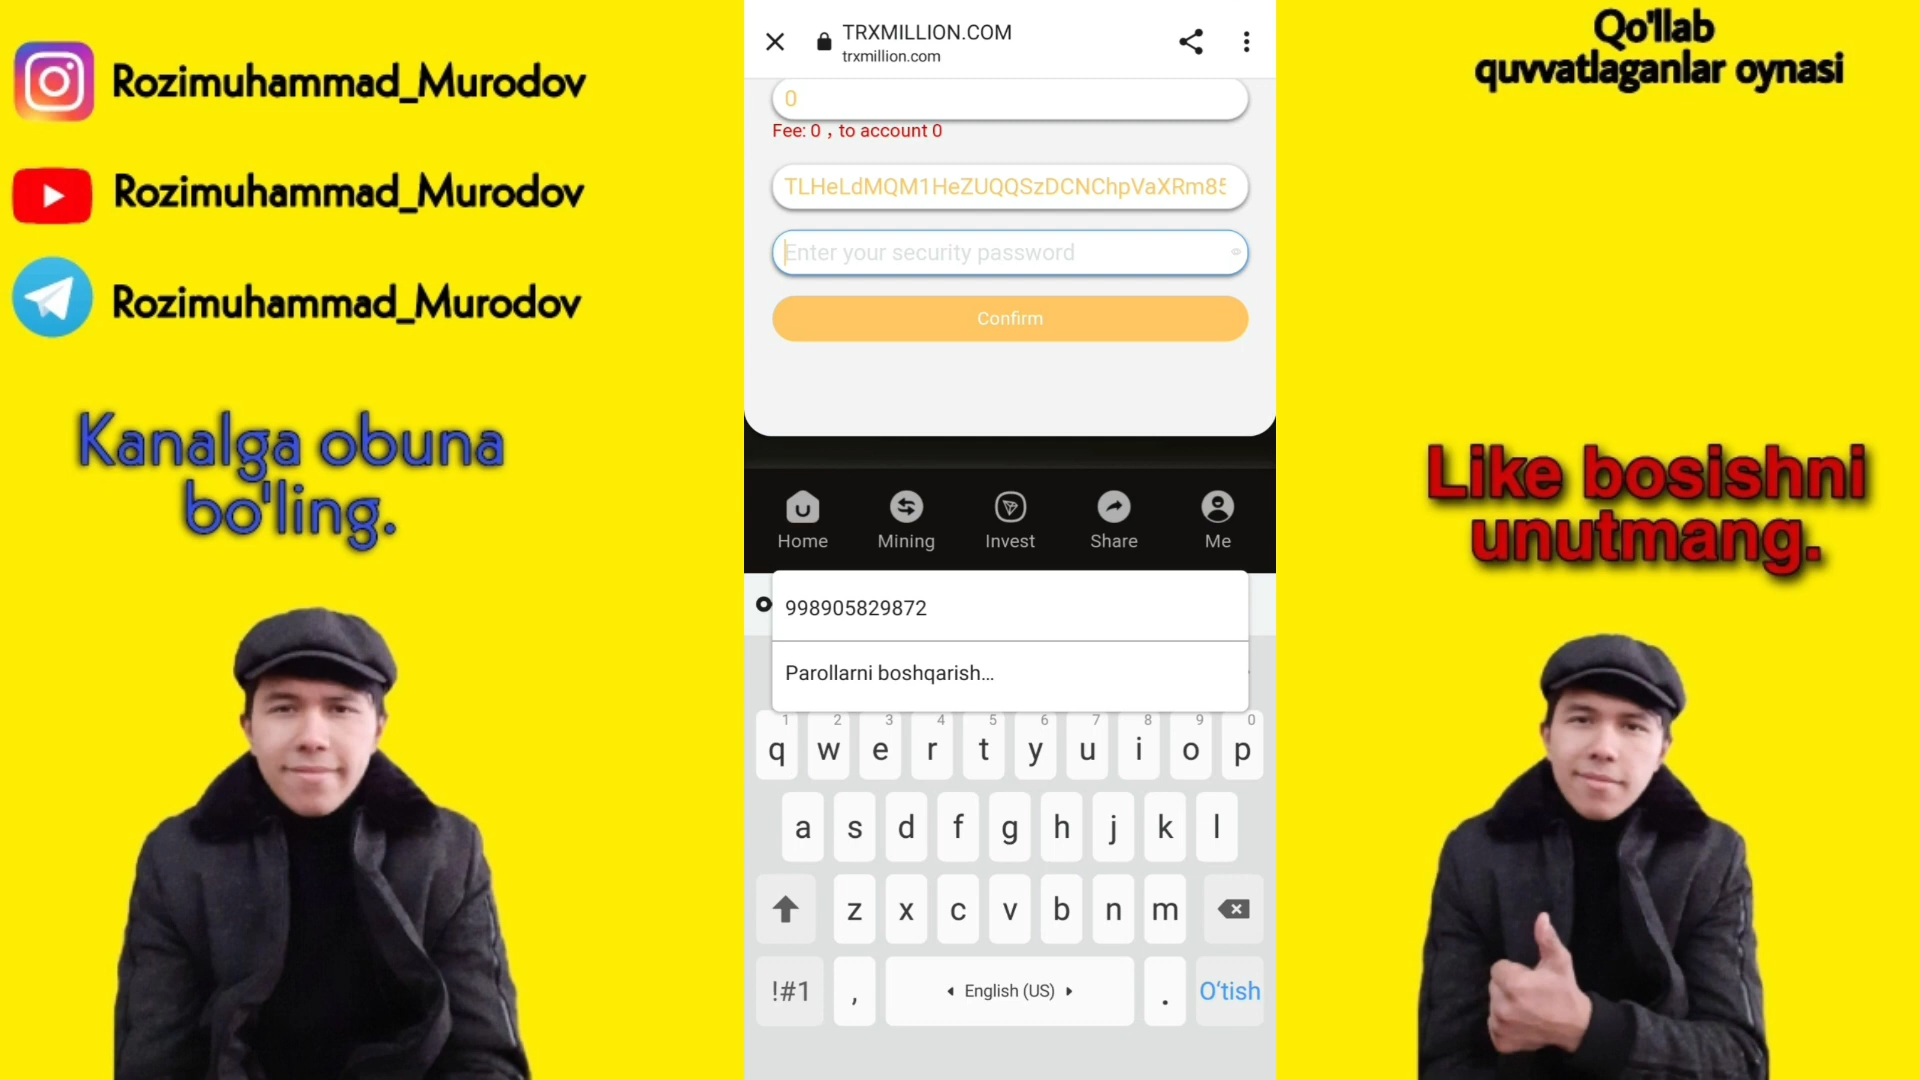 Rozimuhammad_Murodov
Rozimuhammad_Murodov
Rozimuhammad_Murodov
Kanalga obuna
bo'ling.
TRXMILLION.COM
trxmillion.com
0
Fee: 0 , to account 0
TLHeLdMQM1HeZUQQSzDCNChpVaXRm85
Enter your security password
Confirm
Home Mining Invest Share Me
998905829872
Parollarni boshqarish...
1 2 3 4 5 6 7 8 9 0
q w e r t y u i o p
a s d f g h j k l
z x c v b n m
!#1 , English (US) . O'tish
Qo'llab
quvvatlaganlar oynasi
Like bosishni
unutmang.